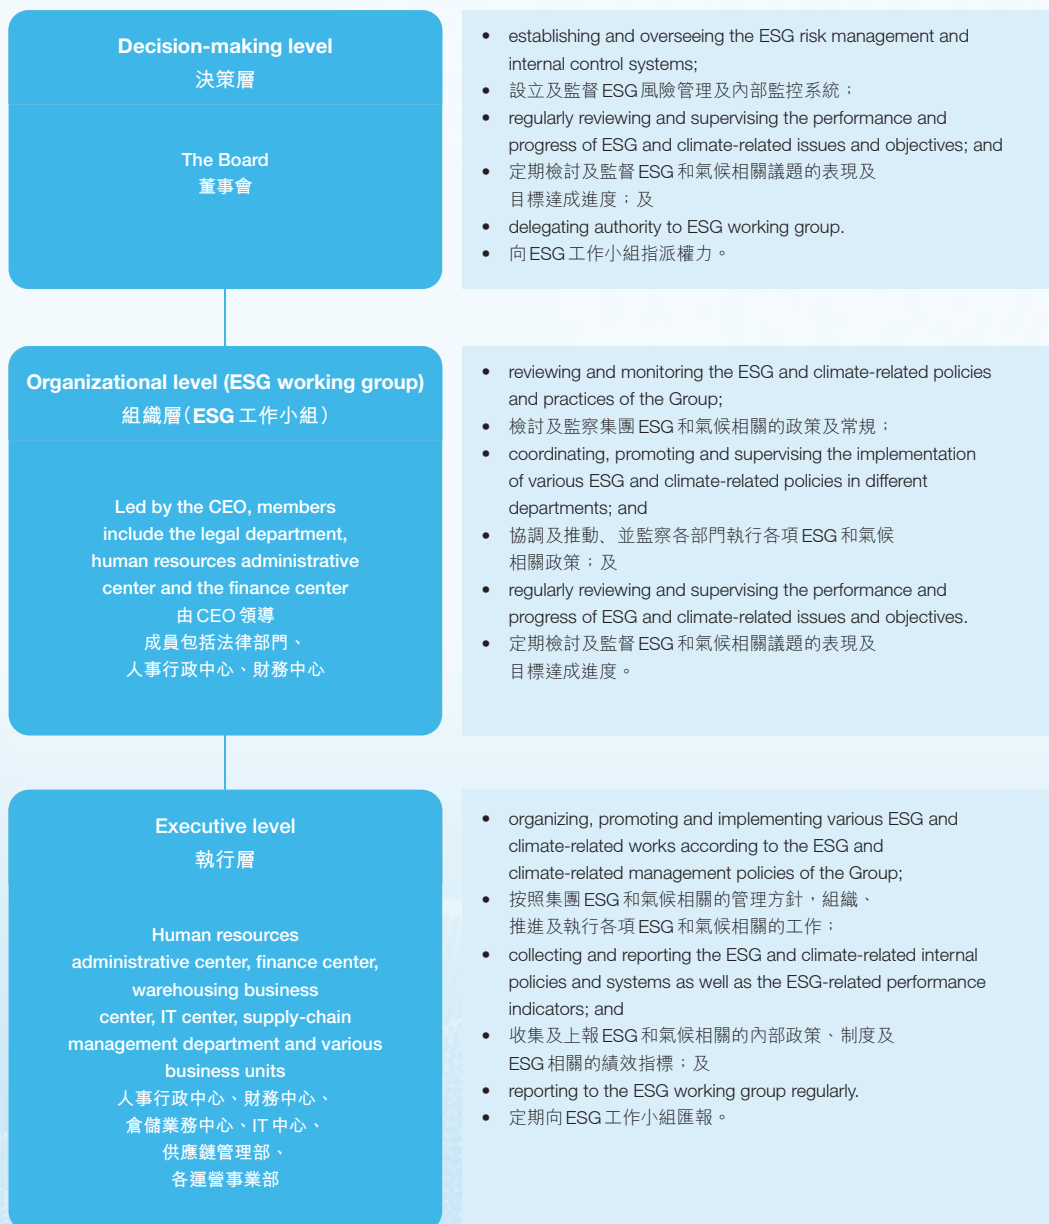 Decision-making level
決策層
The Board
董事會
• establishing and overseeing the ESG risk management and
internal control systems;
• 設立及監督ESG風險管理及內部監控系統；
• regularly reviewing and supervising the performance and
progress of ESG and climate-related issues and objectives; and
• 定期檢討及監督ESG和氣候相關議題的表現及
目標達成進度；及
• delegating authority to ESG working group.
• 向ESG工作小組指派權力。
Organizational level (ESG working group)
組織層（ESG工作小組）
Led by the CEO, members
include the legal department,
human resources administrative
center and the finance center
由CEO領導
成員包括法律部門、
人事行政中心、財務中心
• reviewing and monitoring the ESG and climate-related policies
and practices of the Group;
• 檢討及監察集團ESG和氣候相關的政策及常規；
• coordinating, promoting and supervising the implementation
of various ESG and climate-related policies in different
departments; and
• 協調及推動、並監察各部門執行各項ESG和氣候
相關政策；及
• regularly reviewing and supervising the performance and
progress of ESG and climate-related issues and objectives.
• 定期檢討及監督ESG和氣候相關議題的表現及
目標達成進度。
Executive level
執行層
Human resources
administrative center, finance center,
warehousing business
center, IT center, supply-chain
management department and various
business units
人事行政中心、財務中心、
倉儲業務中心、IT中心、
供應鏈管理部、
各運營事業部
• organizing, promoting and implementing various ESG and
climate-related works according to the ESG and
climate-related management policies of the Group;
• 按照集團ESG和氣候相關的管理方針，組織、
推進及執行各項ESG和氣候相關的工作；
• collecting and reporting the ESG and climate-related internal
policies and systems as well as the ESG-related performance
indicators; and
• 收集及上報ESG和氣候相關的內部政策、制度及
ESG相關的績效指標；及
• reporting to the ESG working group regularly.
• 定期向ESG工作小組匯報。